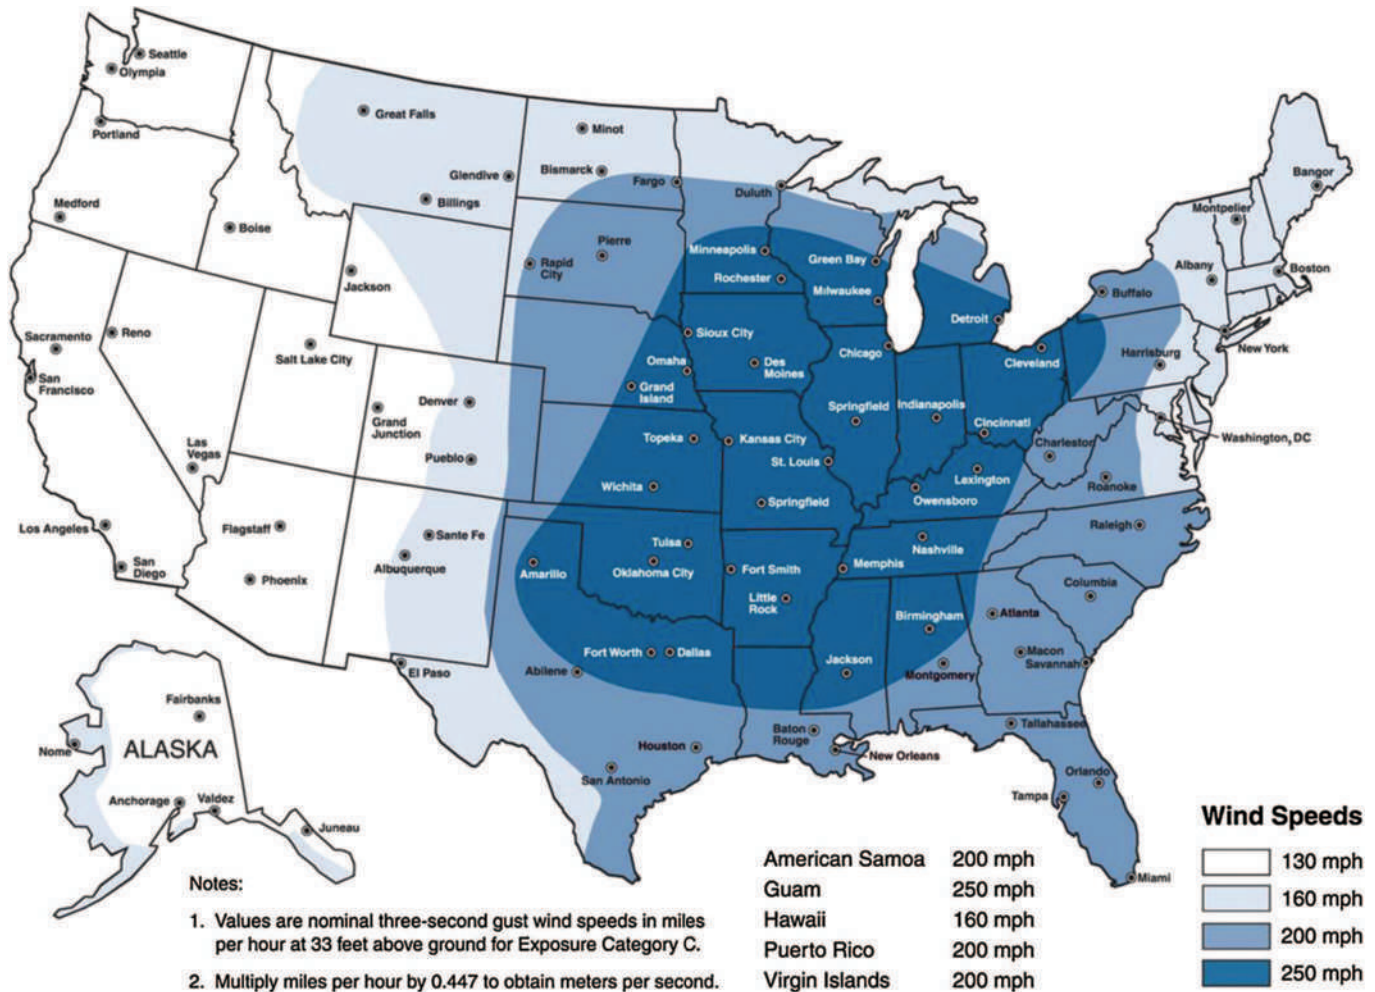 Seattle
Olympia
Portland
Medford
Boise
Great Falls
Glendive
Billings
Minot
Bismarck
Fargo
Duluth
Bangor
Montpelier
Albany
Boston
Buffalo
New York
Harrisburg
Washington, DC
Jackson
Rapid
City
Pierre
Minneapolis
Rochester
Green Bay
Milwaukee
Detroit
Sacramento
San
Francisco
Reno
Salt Lake City
Las
Vegas
Los Angeles
San
Diego
Flagstaff
Phoenix
Grand
Junction
Denver
Pueblo
Sante Fe
Albuquerque
El Paso
Sioux City
Omaha
Grand
Island
Des
Moines
Chicago
Cleveland
Springfield
Indianapolis
Cincinnati
Charleston
Roanoke
Raleigh
Topeka
Kansas City
St. Louis
Wichita
Springfield
Lexington
Owensboro
Nashville
Memphis
Tulsa
Oklahoma City
Amarillo
Fort Smith
Little
Rock
Birmingham
Atlanta
Columbia
Macon
Savannah
Montgomery
Jackson
Fort Worth
Dallas
Abilene
Houston
San Antonio
Baton
Rouge
New Orleans
Tallahassee
Orlando
Tampa
Miami
Fairbanks
Nome
ALASKA
Anchorage
Valdez
Juneau
Notes:
1. Values are nominal three-second gust wind speeds in miles
per hour at 33 feet above ground for Exposure Category C.
2. Multiply miles per hour by 0.447 to obtain meters per second.
American Samoa 200 mph
Guam 250 mph
Hawaii 160 mph
Puerto Rico 200 mph
Virgin Islands 200 mph
Wind Speeds
130 mph
160 mph
200 mph
250 mph